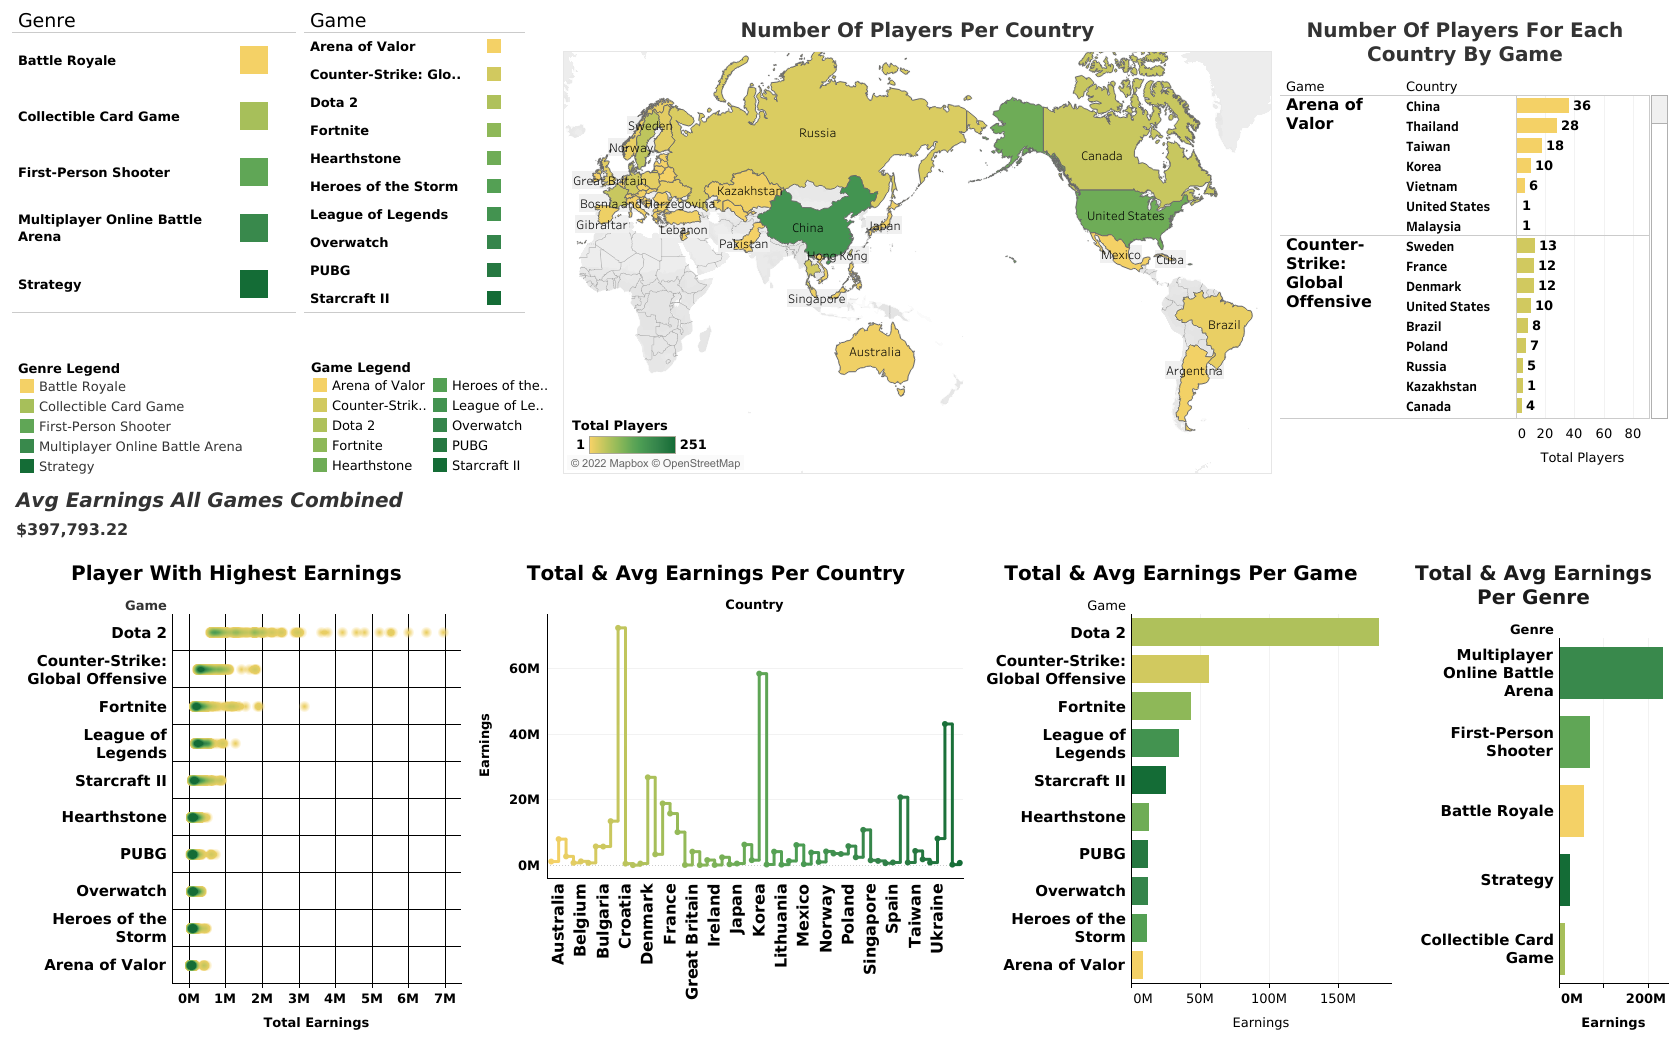 Genre
Battle Royale
Collectible Card Game
First-Person Shooter
Multiplayer Online Battle
Arena
Strategy
Game
Arena of Valor
Counter-Strike: Glo..
Dota 2
Fortnite
Hearthstone
Heroes of the Storm
League of Legends
Overwatch
PUBG
Starcraft II
Genre Legend
Battle Royale
Collectible Card Game
First-Person Shooter
Multiplayer Online Battle Arena
Strategy
Game Legend
Arena of Valor
Counter-Strik..
Dota 2
Fortnite
Hearthstone
Heroes of the..
League of Le..
Overwatch
PUBG
Starcraft II
Number Of Players Per Country
Sweden
Norway
Russia
Canada
Great Britain
Kazakhstan
Bosnia and Herzegovina
Gibraltar
Lebanon
Pakistan
China
Japan
Hong Kong
Singapore
United States
Mexico
Cuba
Australia
Brazil
Argentina
Total Players
1 251
© 2022 Mapbox © OpenStreetMap
Number Of Players For Each
Country By Game
Game Country
Arena of
Valor
China 36
Thailand 28
Taiwan 18
Korea 10
Vietnam 6
United States 1
Malaysia 1
Counter-
Strike:
Global
Offensive
Sweden 13
France 12
Denmark 12
United States 10
Brazil 8
Poland 7
Russia 5
Kazakhstan 1
Canada 4
0 20 40 60 80
Total Players
Avg Earnings All Games Combined
$397,793.22
Player With Highest Earnings
Game
Dota 2
Counter-Strike:
Global Offensive
Fortnite
League of
Legends
Starcraft II
Hearthstone
PUBG
Overwatch
Heroes of the
Storm
Arena of Valor
0M 1M 2M 3M 4M 5M 6M 7M
Total Earnings
Total & Avg Earnings Per Country
Country
Earnings
60M
40M
20M
0M
Australia
Belgium
Bulgaria
Croatia
Denmark
France
Great Britain
Ireland
Japan
Korea
Lithuania
Mexico
Norway
Poland
Singapore
Spain
Taiwan
Ukraine
Total & Avg Earnings Per Game
Game
Dota 2
Counter-Strike:
Global Offensive
Fortnite
League of
Legends
Starcraft II
Hearthstone
PUBG
Overwatch
Heroes of the
Storm
Arena of Valor
0M 50M 100M 150M
Earnings
Total & Avg Earnings
Per Genre
Genre
Multiplayer
Online Battle
Arena
First-Person
Shooter
Battle Royale
Strategy
Collectible Card
Game
0M 200M
Earnings